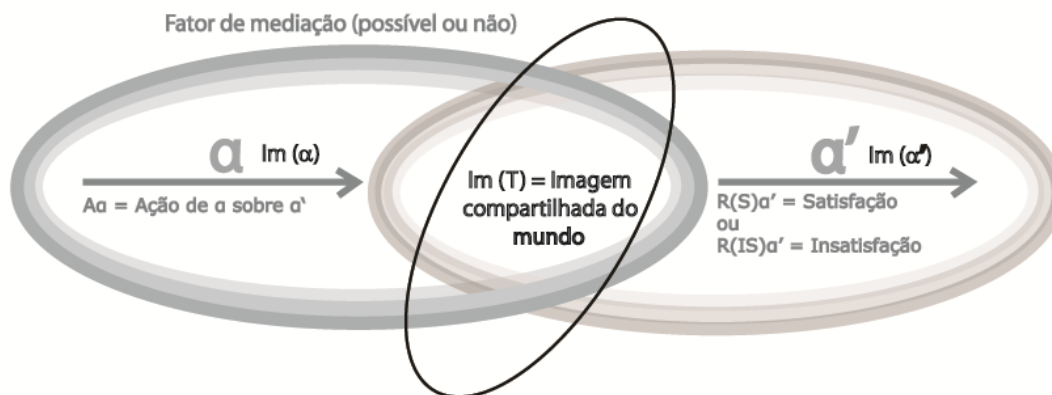 Fator de mediação (possível ou não)
α Im (α)
Aα = Ação de α sobre α‘
Im (T) = Imagem
compartilhada do
mundo
α’ Im (α’)
R(S)α’ = Satisfação
ou
R(IS)α’ = Insatisfação